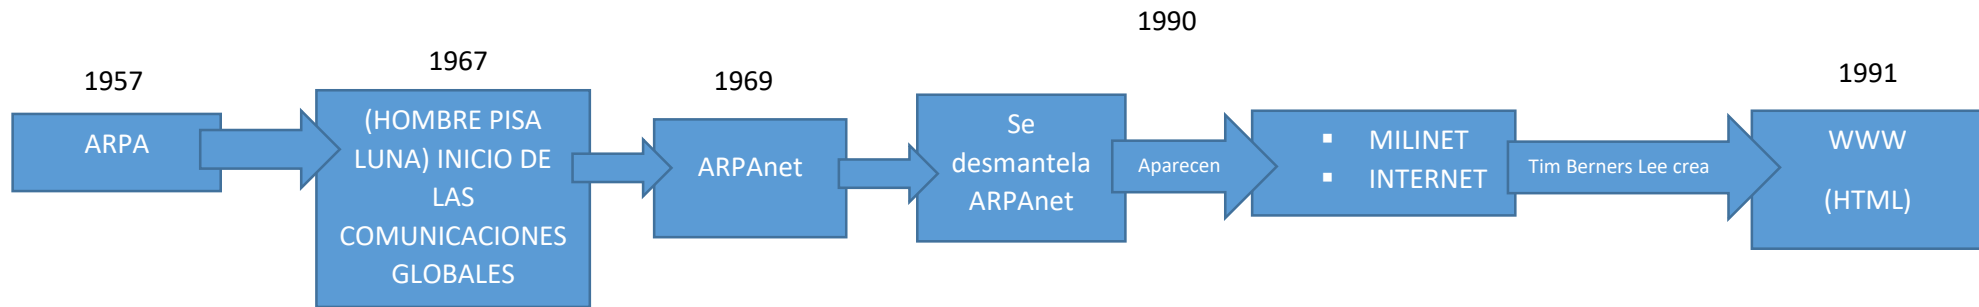 1957
ARPA
1967
(HOMBRE PISA
LUNA) INICIO DE
LAS
COMUNICACIONES
GLOBALES
1969
ARPAnet
1990
Se
desmantela
ARPAnet
Aparecen
▪ MILINET
▪ INTERNET
Tim Berners Lee crea
1991
WWW
(HTML)